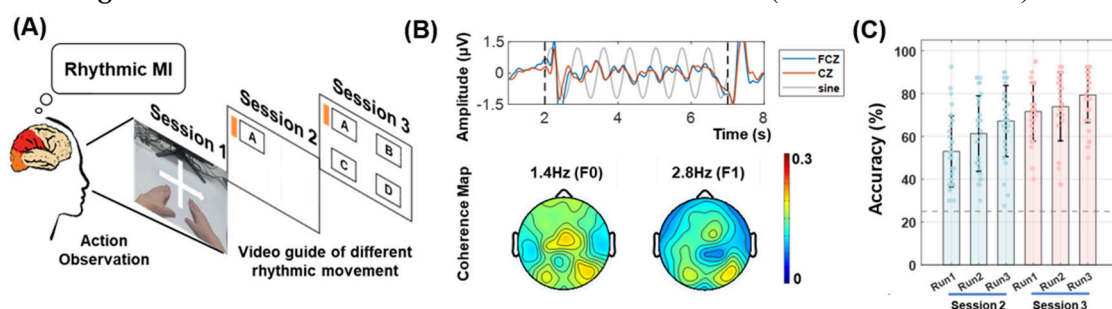 (A)
Rhythmic MI
Session 1
Session 2
Session 3
A
A
B
C
D
Action
Observation
Video guide of different
rhythmic movement
(B)
Amplitude (μV)
1.5
0
-1.5
2
4
6
8
Time (s)
FCZ
CZ
sine
Coherence Map
1.4Hz (F0)
2.8Hz (F1)
0.3
0
(C)
Accuracy (%)
100
80
60
40
20
0
Run1
Run2
Run3
Run1
Run2
Run3
Session 2
Session 3